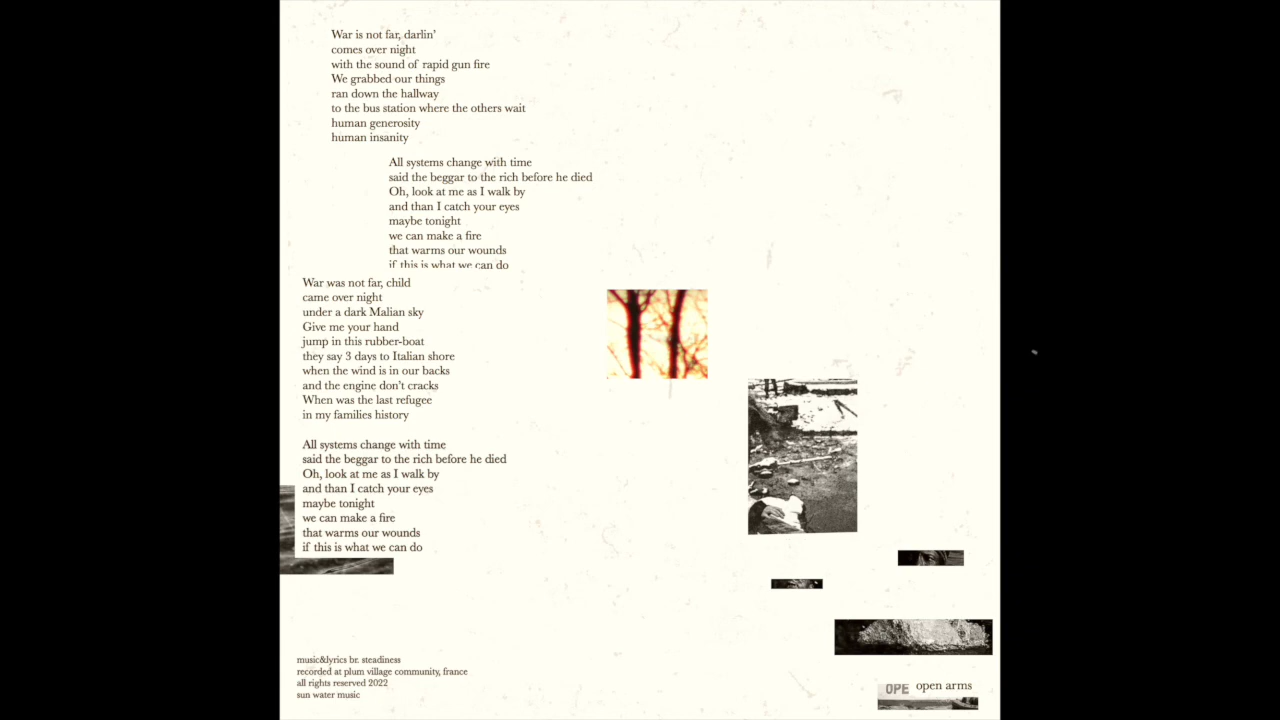 War is not far, darlin'
comes over night
with the sound of rapid gun fire
We grabbed our things
ran down the hallway
to the bus station where the others wait
human generosity
human insanity
All systems change with time
said the beggar to the rich before he died
Oh, look at me as I walk by
and than I catch your eyes
maybe tonight
we can make a fire
that warms our wounds
if this is what we can do
War was not far, child
came over night
under a dark Malian sky
Give me your hand
jump in this rubber-boat
they say 3 days to Italian shore
when the wind is in our backs
and the engine don't cracks
When was the last refugee
in my families history
All systems change with time
said the beggar to the rich before he died
Oh, look at me as I walk by
and than I catch your eyes
maybe tonight
we can make a fire
that warms our wounds
if this is what we can do
music&lyrics br. steadiness
recorded at plum village community, france
all rights reserved 2022
sun water music
OPE open arms